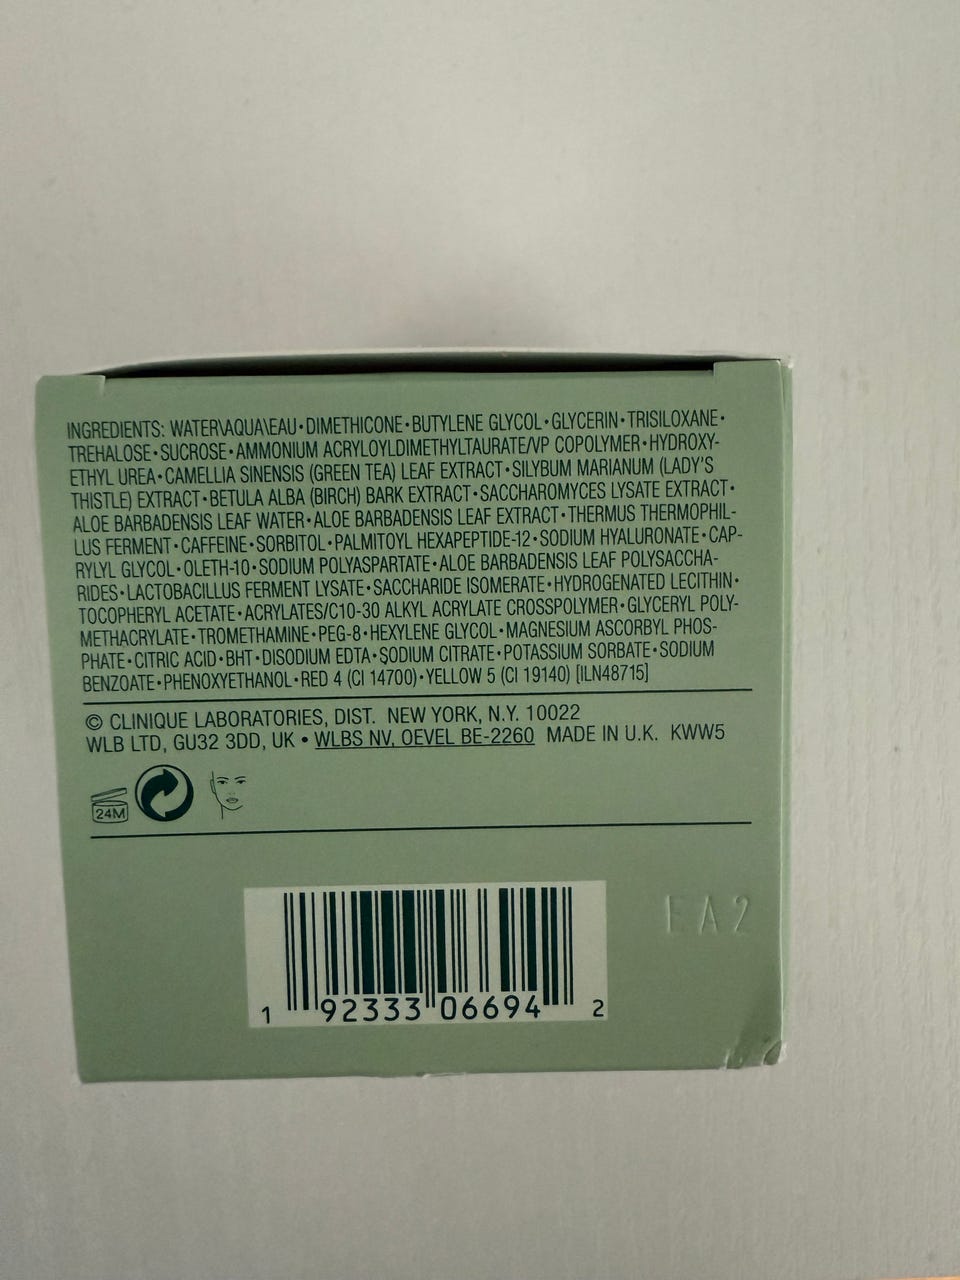 INGREDIENTS: WATER\AQUA\EAU•DIMETHICONE•BUTYLENE GLYCOL•GLYCERIN•TRISILOXANE•
TREHALOSE•SUCROSE•AMMONIUM ACRYLOYLDIMETHYLTAURATE/VP COPOLYMER•HYDROXY-
ETHYL UREA•CAMELLIA SINENSIS (GREEN TEA) LEAF EXTRACT•SILYBUM MARIANUM (LADY'S
THISTLE) EXTRACT•BETULA ALBA (BIRCH) BARK EXTRACT•SACCHAROMYCES LYSATE EXTRACT•
ALOE BARBADENSIS LEAF WATER•ALOE BARBADENSIS LEAF EXTRACT•THERMUS THERMOPHIL-
LUS FERMENT•CAFFEINE•SORBITOL•PALMITOYL HEXAPEPTIDE-12•SODIUM HYALURONATE•CAP-
RYLYL GLYCOL•OLETH-10•SODIUM POLYASPARTATE•ALOE BARBADENSIS LEAF POLYSACCHA-
RIDES•LACTOBACILLUS FERMENT LYSATE•SACCHARIDE ISOMERATE•HYDROGENATED LECITHIN•
TOCOPHERYL ACETATE•ACRYLATES/C10-30 ALKYL ACRYLATE CROSSPOLYMER•GLYCERYL POLY-
METHACRYLATE•TROMETHAMINE•PEG-8•HEXYLENE GLYCOL•MAGNESIUM ASCORBYL PHOS-
PHATE•CITRIC ACID•BHT•DISODIUM EDTA•SODIUM CITRATE•POTASSIUM SORBATE•SODIUM
BENZOATE•PHENOXYETHANOL•RED 4 (CI 14700)•YELLOW 5 (CI 19140) [ILN48715]
© CLINIQUE LABORATORIES, DIST. NEW YORK, N.Y. 10022
WLB LTD, GU32 3DD, UK • WLBS NV, OEVEL BE-2260 MADE IN U.K. KWW5
24M
EA2
1 92333 06694 2